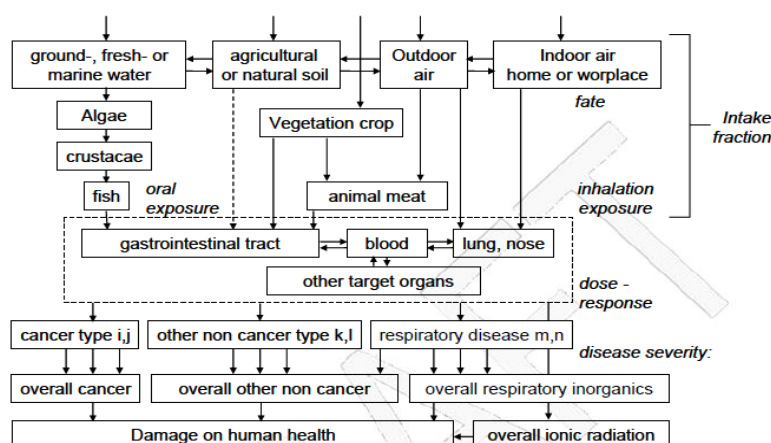 ground-, fresh- or
marine water
agricultural
or natural soil
Outdoor
air
Indoor air
home or worplace
fate
Intake
fraction
Algae
Vegetation crop
crustacae
fish
oral
exposure
animal meat
inhalation
exposure
gastrointestinal tract
blood
lung, nose
other target organs
dose -
response
cancer type i,j
other non cancer type k,l
respiratory disease m,n
disease severity:
overall cancer
overall other non cancer
overall respiratory inorganics
Damage on human health
overall ionic radiation